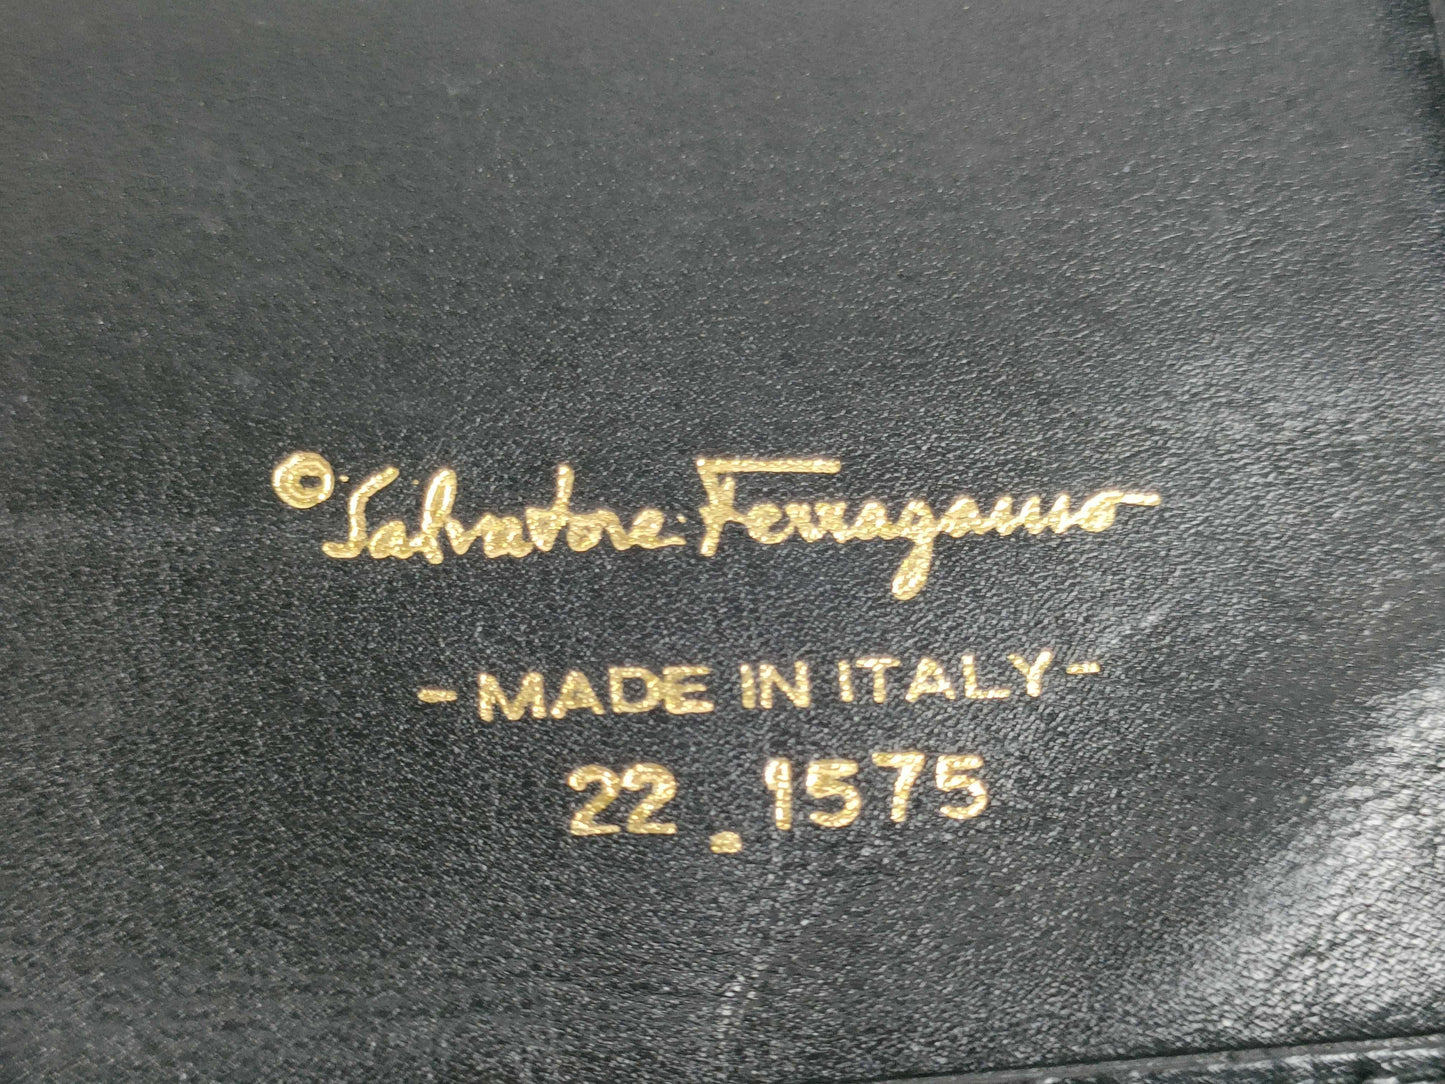 © Salvatore Ferragamo
- MADE IN ITALY -
22.1575